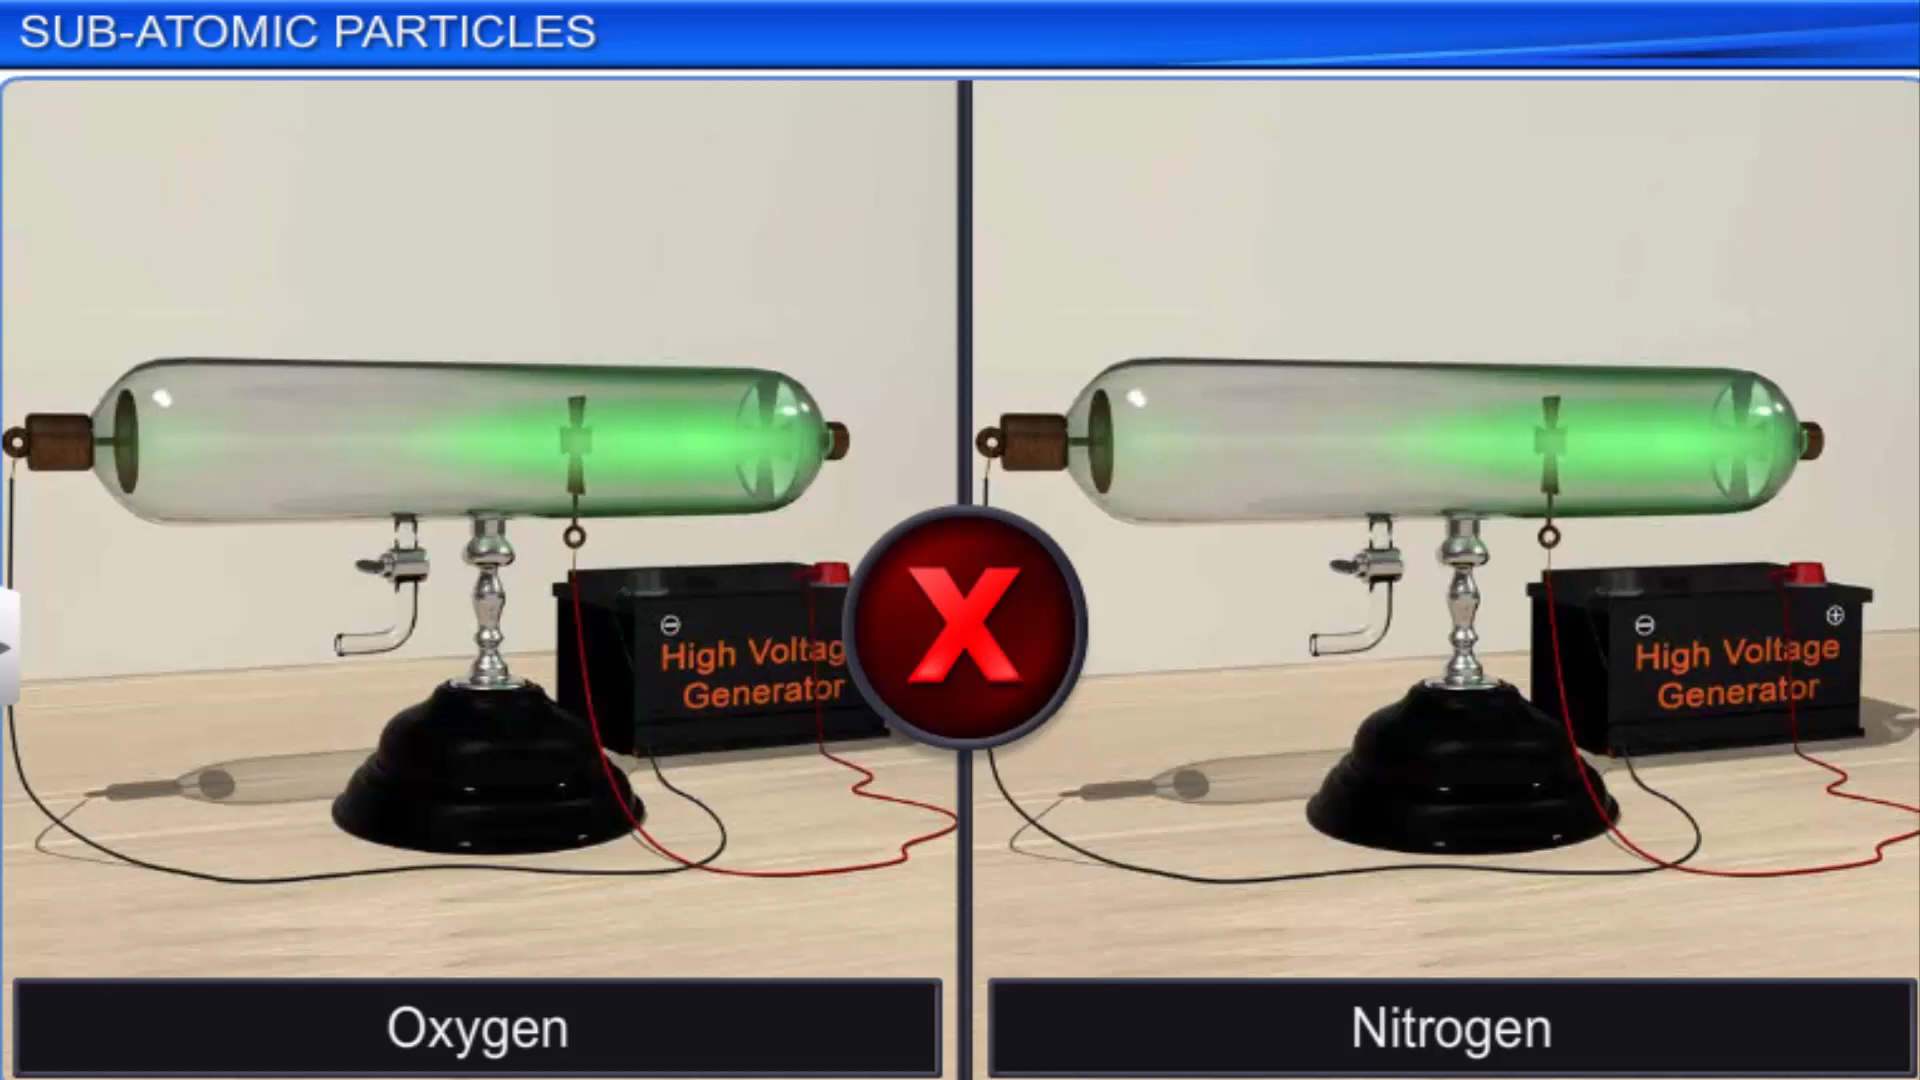 SUB-ATOMIC PARTICLES
High Voltag
Generator
X
High Voltage
Generator
Oxygen
Nitrogen